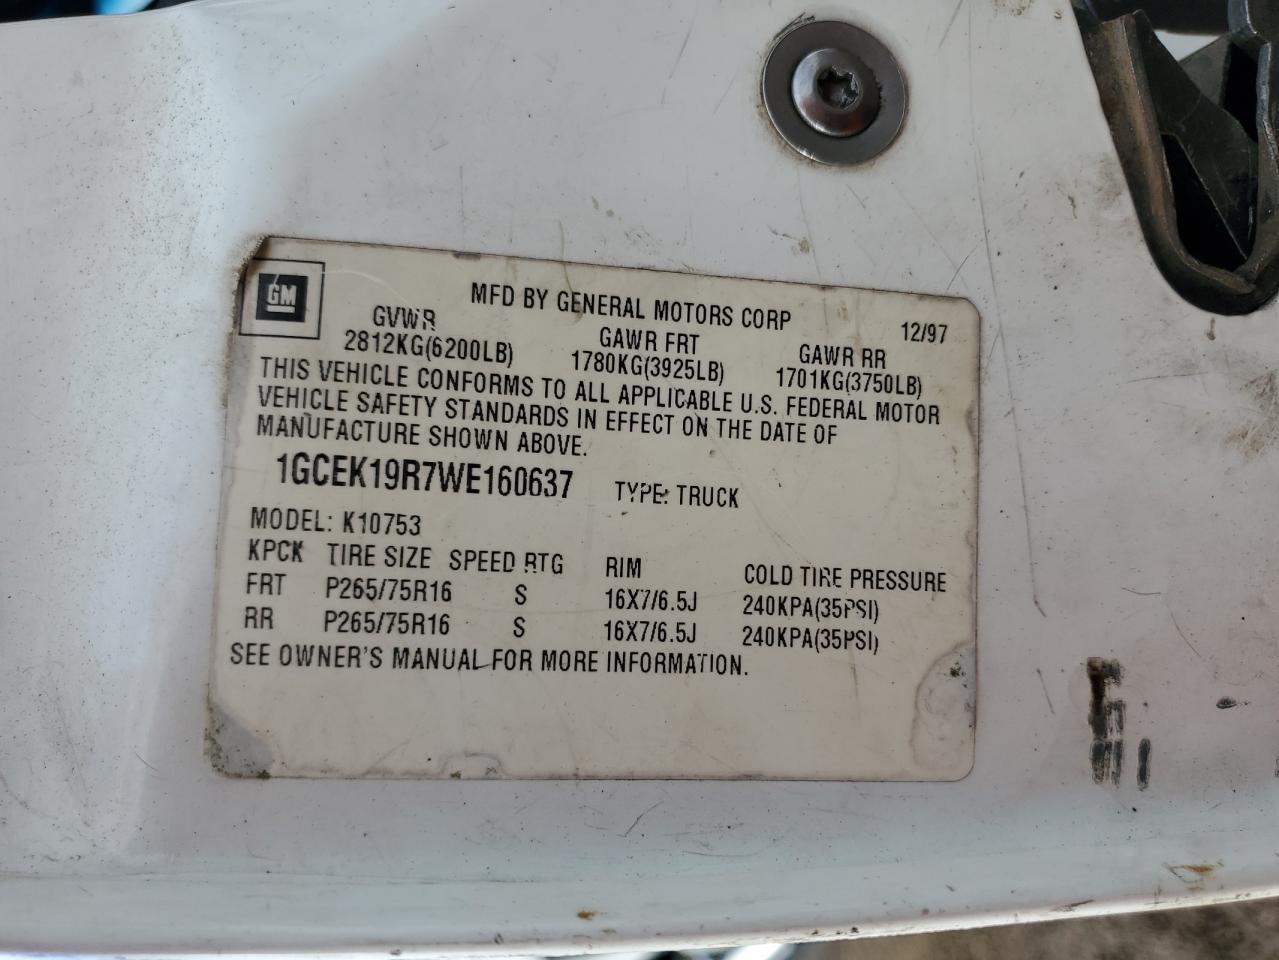 GM
MFD BY GENERAL MOTORS CORP 12/97
GVWR GAWR FRT GAWR RR
2812KG(6200LB) 1780KG(3925LB) 1701KG(3750LB)
THIS VEHICLE CONFORMS TO ALL APPLICABLE U.S. FEDERAL MOTOR
VEHICLE SAFETY STANDARDS IN EFFECT ON THE DATE OF
MANUFACTURE SHOWN ABOVE.
1GCEK19R7WE160637 TYPE: TRUCK
MODEL: K10753
KPCK TIRE SIZE SPEED RTG RIM COLD TIRE PRESSURE
FRT P265/75R16 S 16X7/6.5J 240KPA(35PSI)
RR P265/75R16 S 16X7/6.5J 240KPA(35PSI)
SEE OWNER'S MANUAL FOR MORE INFORMATION.